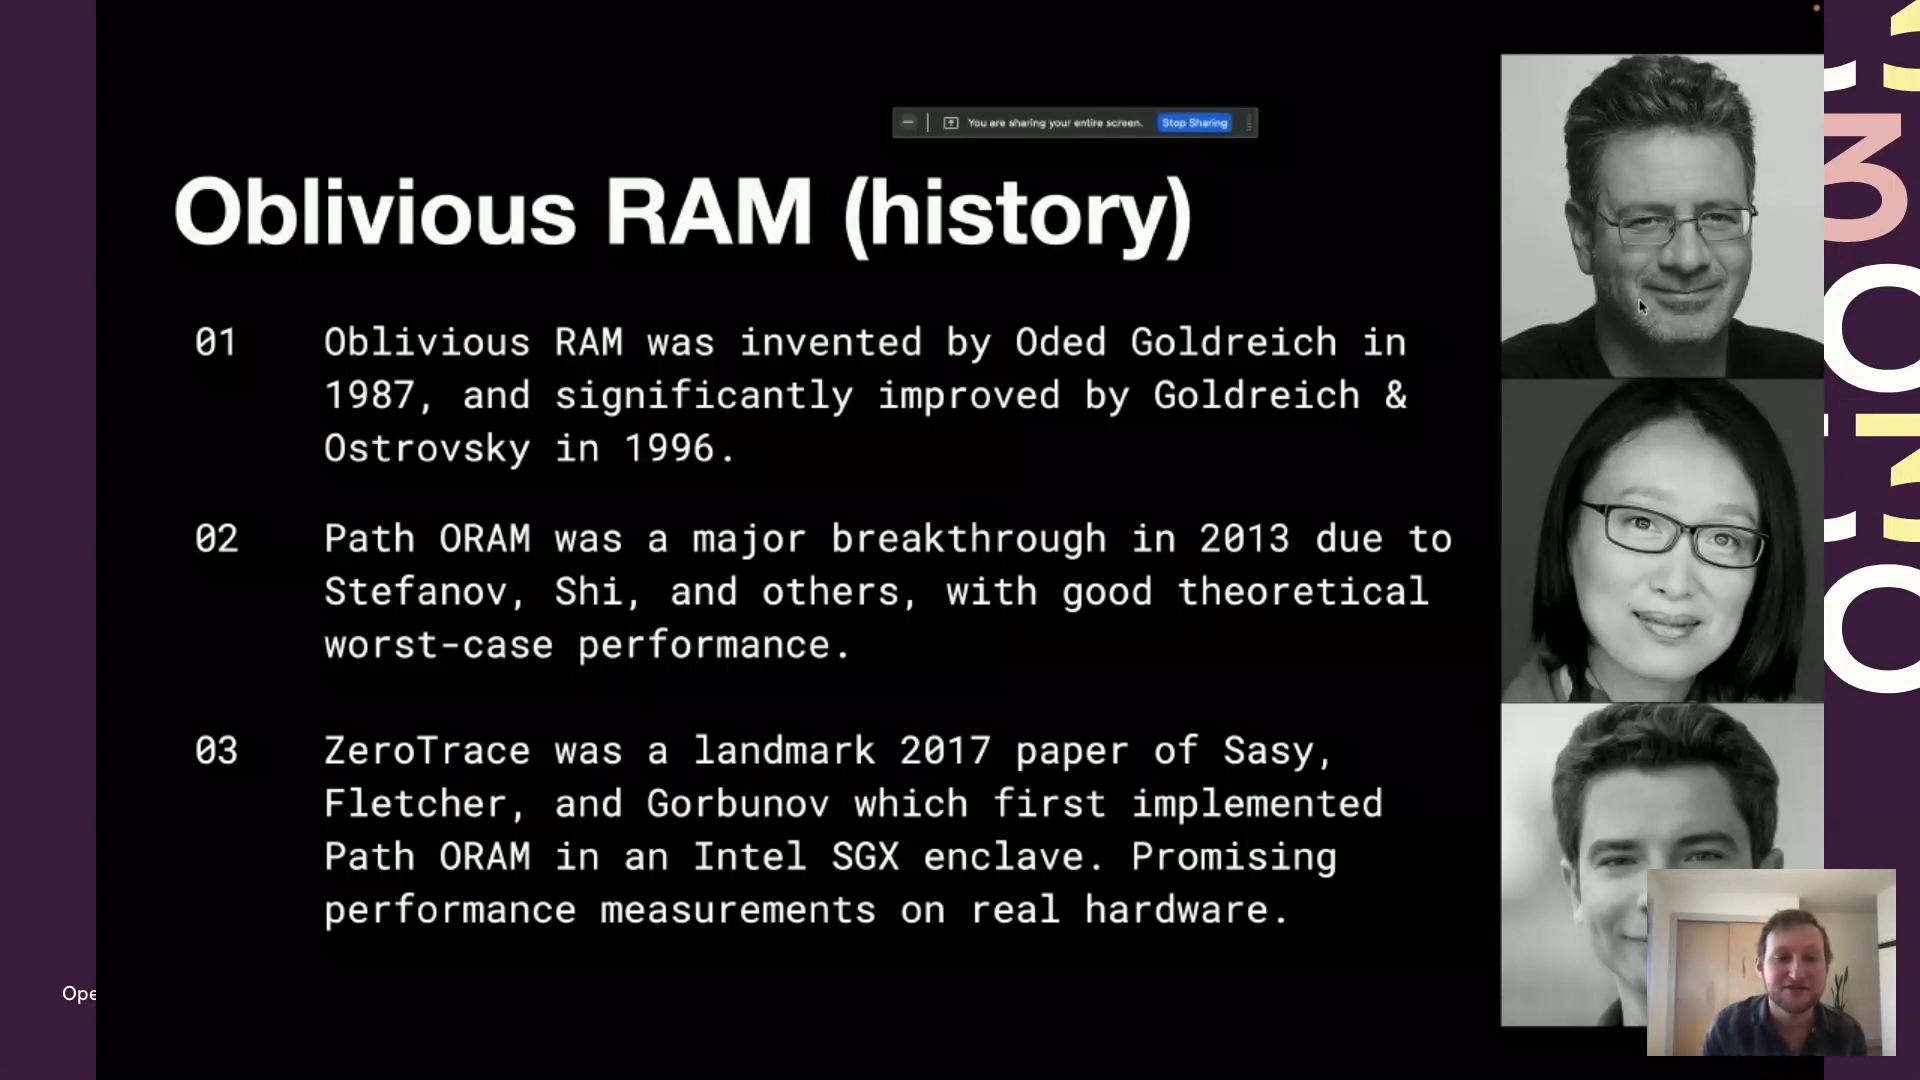 You are sharing your entire screen. Stop Sharing
Oblivious RAM (history)
01 Oblivious RAM was invented by Oded Goldreich in
1987, and significantly improved by Goldreich &
Ostrovsky in 1996.
02 Path ORAM was a major breakthrough in 2013 due to
Stefanov, Shi, and others, with good theoretical
worst-case performance.
03 ZeroTrace was a landmark 2017 paper of Sasy,
Fletcher, and Gorbunov which first implemented
Path ORAM in an Intel SGX enclave. Promising
performance measurements on real hardware.
Ope